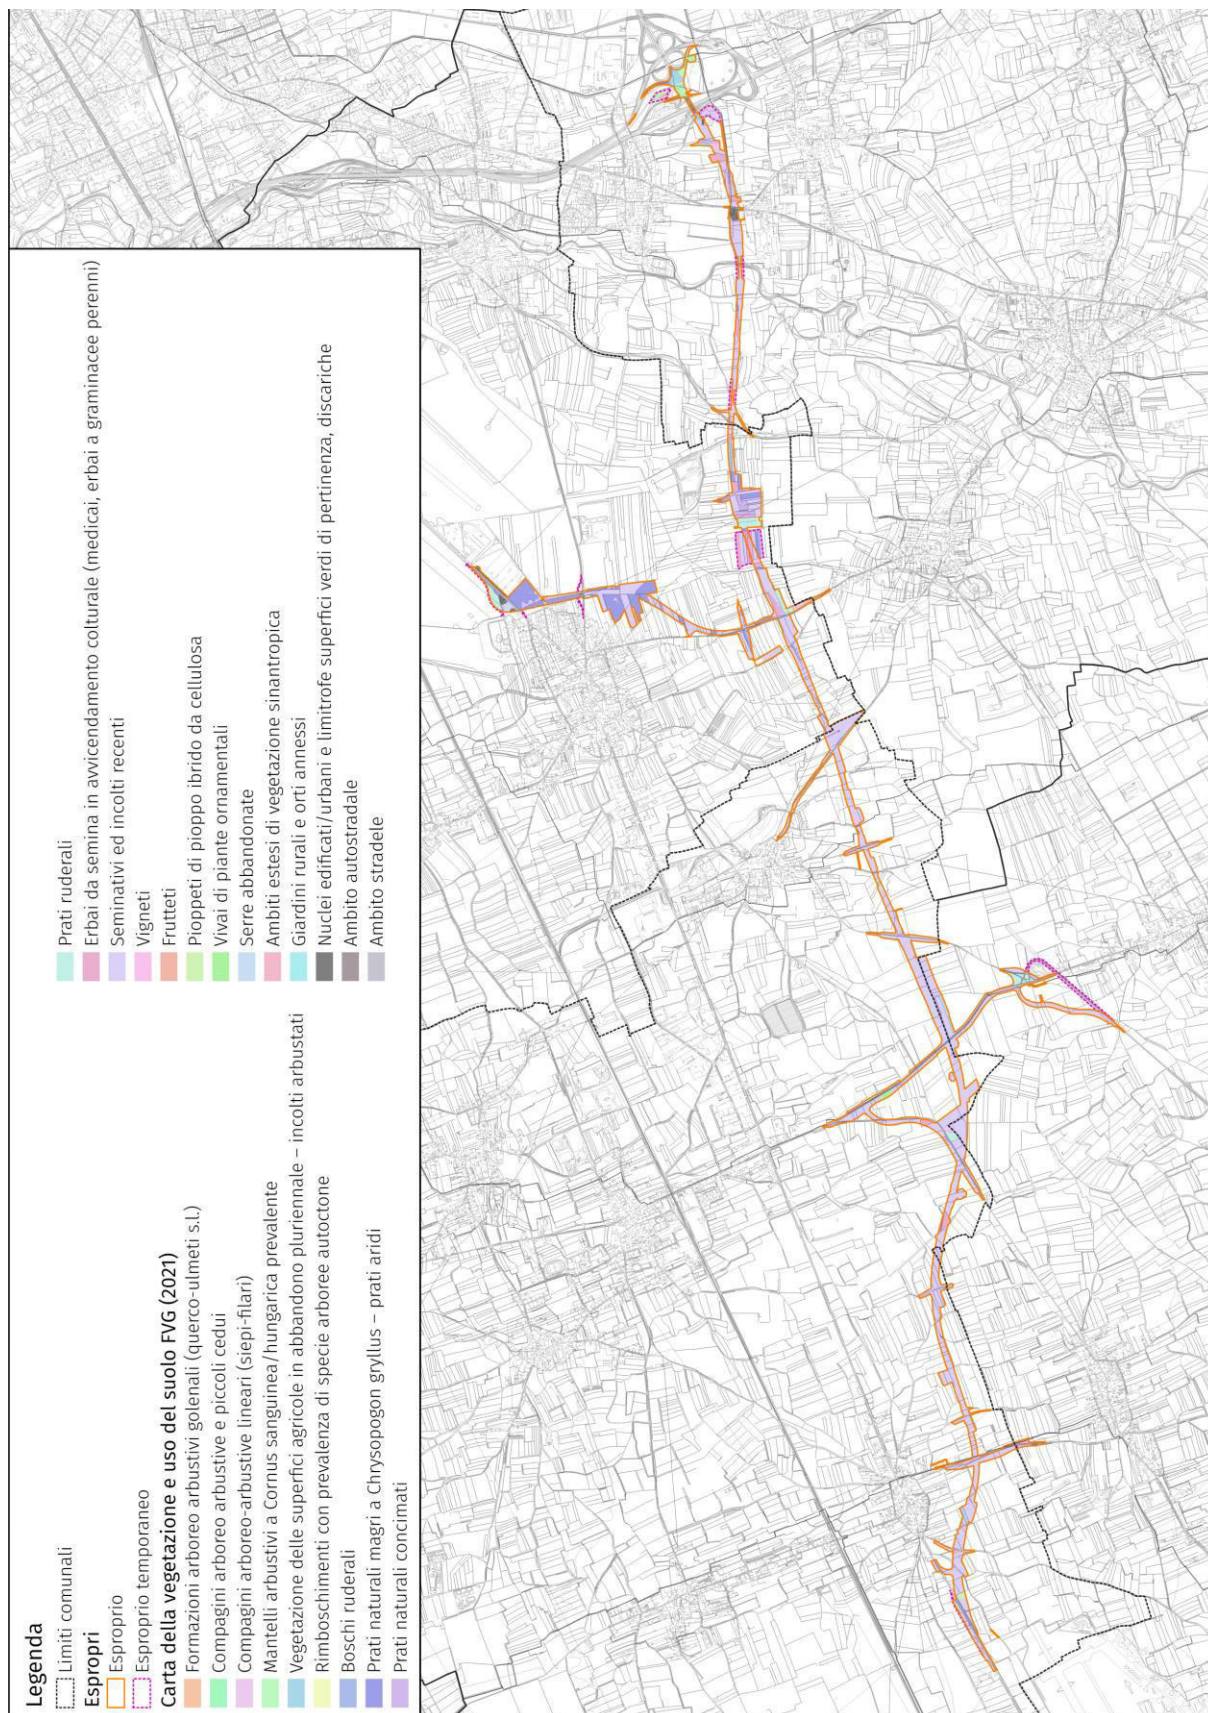 Legenda
Limiti comunali
Espropri
Esproprio
Esproprio temporaneo
Carta della vegetazione e uso del suolo FVG (2021)
Formazioni arboreo arbustivi golenali (querco-ulmeti s.l.)
Compagini arboreo arbustive e piccoli cedui
Compagini arboreo-arbustive lineari (siepi-filari)
Mantelli arbustivi a Cornus sanguinea/hungarica prevalente
Vegetazione delle superfici agricole in abbandono pluriennale – incolti arbustati
Rimboschimenti con prevalenza di specie arboree autoctone
Boschi ruderali
Prati naturali magri a Chrysopogon gryllus – prati aridi
Prati naturali concimati
Prati ruderali
Erbai da semina in avvicendamento colturale (medicai, erbai a graminacee perenni)
Seminativi ed incolti recenti
Vigneti
Frutteti
Pioppeti di pioppo ibrido da cellulosa
Vivai di piante ornamentali
Serre abbandonate
Ambiti estesi di vegetazione sinantropica
Giardini rurali e orti annessi
Nuclei edificati/urbani e limitrofe superfici verdi di pertinenza, discariche
Ambito autostradale
Ambito stradele